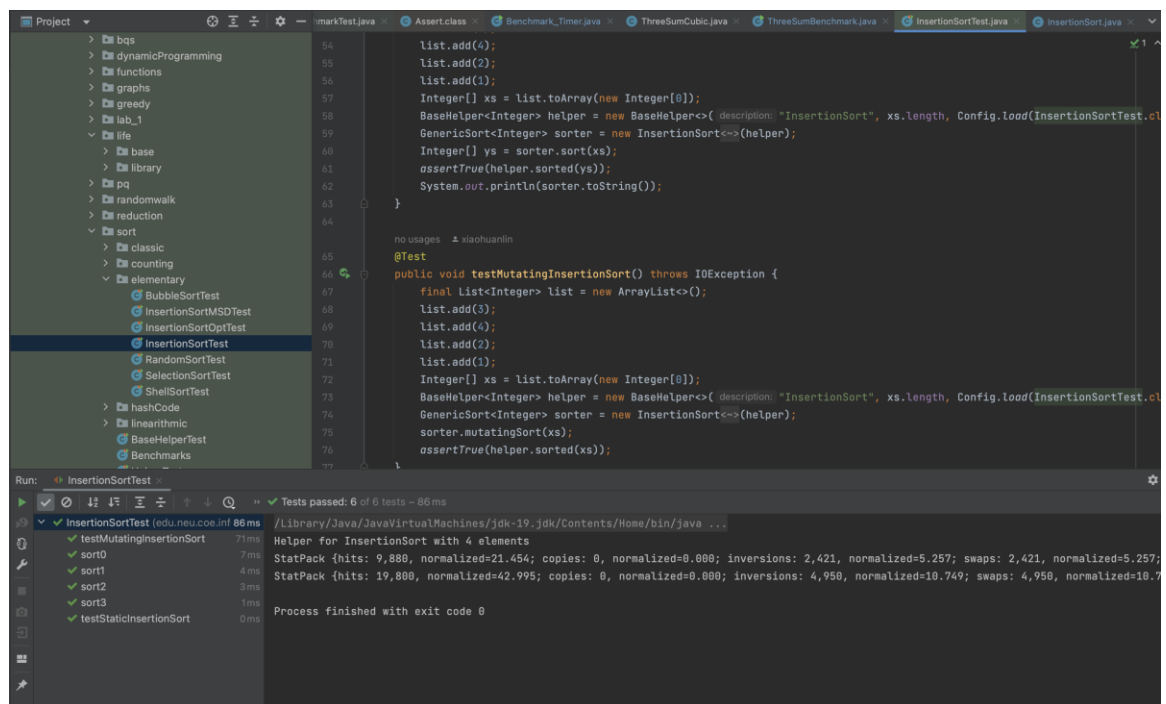 Project
nmarkTest.java Assert.class Benchmark_Timer.java ThreeSumCubic.java ThreeSumBenchmark.java InsertionSortTest.java InsertionSort.java
bqs
dynamicProgramming
functions
graphs
greedy
lab_1
life
base
library
pq
randomwalk
reduction
sort
classic
counting
elementary
BubbleSortTest
InsertionSortMSDTest
InsertionSortOptTest
InsertionSortTest
RandomSortTest
SelectionSortTest
ShellSortTest
hashCode
linearithmic
BaseHelperTest
Benchmarks
1
54 list.add(4);
55 list.add(2);
56 list.add(1);
57 Integer[] xs = list.toArray(new Integer[0]);
58 BaseHelper<Integer> helper = new BaseHelper<>( description: "InsertionSort", xs.length, Config.load(InsertionSortTest.cl
59 GenericSort<Integer> sorter = new InsertionSort<~>(helper);
60 Integer[] ys = sorter.sort(xs);
61 assertTrue(helper.sorted(ys));
62 System.out.println(sorter.toString());
63 }
64
no usages xiaohuanlin
65 @Test
66 public void testMutatingInsertionSort() throws IOException {
67 final List<Integer> list = new ArrayList<>();
68 list.add(3);
69 list.add(4);
70 list.add(2);
71 list.add(1);
72 Integer[] xs = list.toArray(new Integer[0]);
73 BaseHelper<Integer> helper = new BaseHelper<>( description: "InsertionSort", xs.length, Config.load(InsertionSortTest.cl
74 GenericSort<Integer> sorter = new InsertionSort<~>(helper);
75 sorter.mutatingSort(xs);
76 assertTrue(helper.sorted(xs));
77 }
Run: InsertionSortTest
Tests passed: 6 of 6 tests – 86 ms
InsertionSortTest (edu.neu.coe.inf 86 ms
testMutatingInsertionSort 71 ms
sort0 7 ms
sort1 4 ms
sort2 3 ms
sort3 1 ms
testStaticInsertionSort 0 ms
/Library/Java/JavaVirtualMachines/jdk-19.jdk/Contents/Home/bin/java ...
Helper for InsertionSort with 4 elements
StatPack {hits: 9,880, normalized=21.454; copies: 0, normalized=0.000; inversions: 2,421, normalized=5.257; swaps: 2,421, normalized=5.257;
StatPack {hits: 19,800, normalized=42.995; copies: 0, normalized=0.000; inversions: 4,950, normalized=10.749; swaps: 4,950, normalized=10.7
Process finished with exit code 0